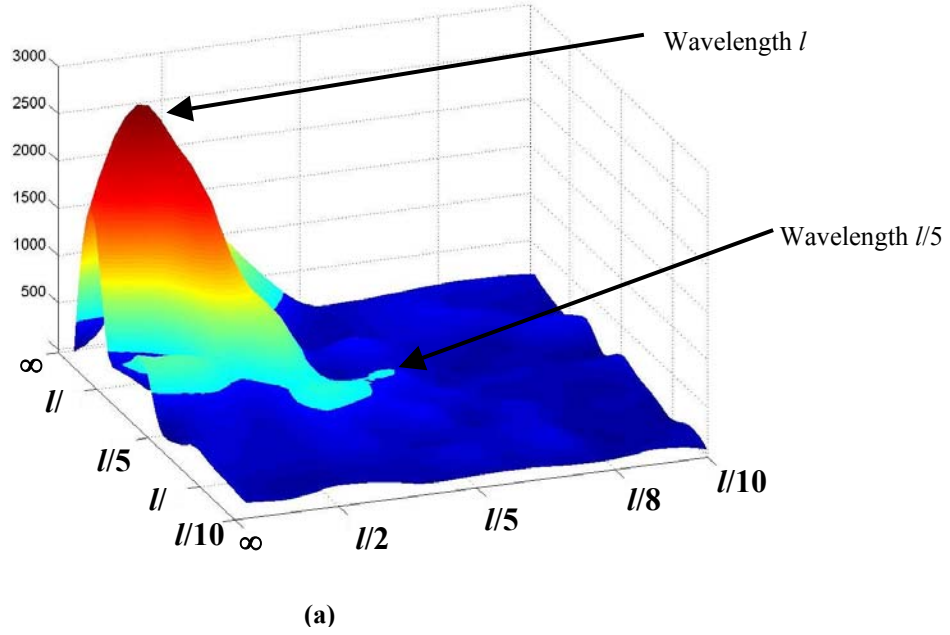 3000
Wavelength l
2500
2000
1500
Wavelength l/5
1000
500
∞
l/
l/5
l/
l/10
∞
l/2
l/5
l/8
l/10
(a)